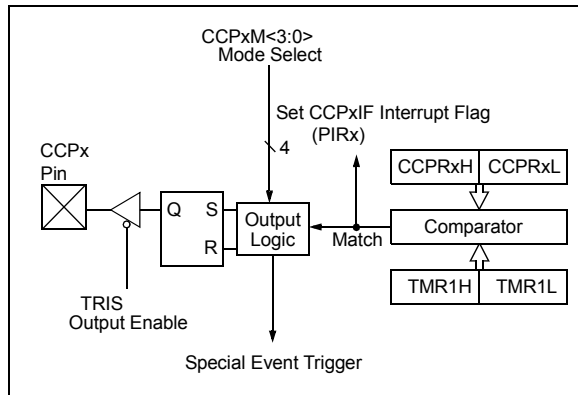 CCPxM<3:0>
Mode Select
Set CCPxIF Interrupt Flag
(PIRx)
4
CCPx
Pin
CCPRxH CCPRxL
Q S
R
Output
Logic
Match
Comparator
TRIS
Output Enable
TMR1H TMR1L
Special Event Trigger